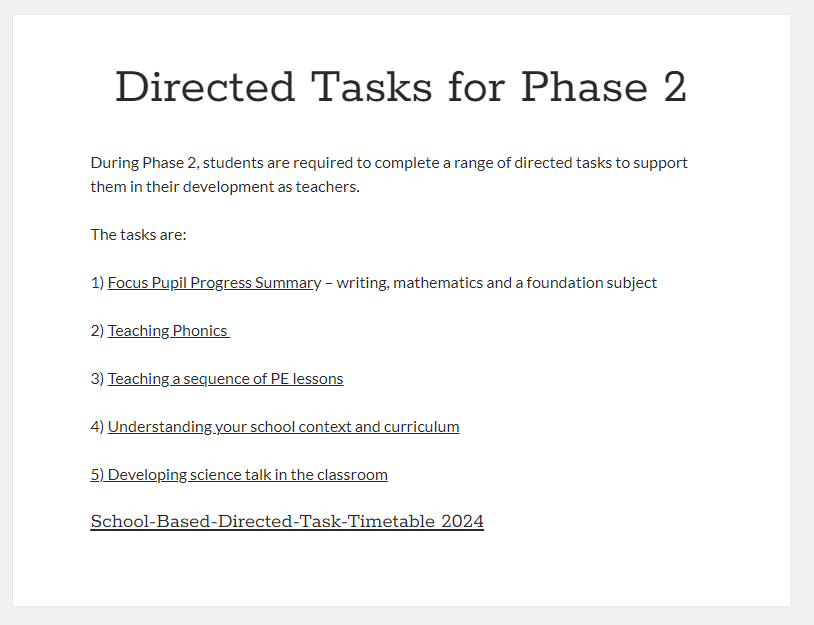 Directed Tasks for Phase 2
During Phase 2, students are required to complete a range of directed tasks to support
them in their development as teachers.
The tasks are:
1) Focus Pupil Progress Summary – writing, mathematics and a foundation subject
2) Teaching Phonics
3) Teaching a sequence of PE lessons
4) Understanding your school context and curriculum
5) Developing science talk in the classroom
School-Based-Directed-Task-Timetable 2024